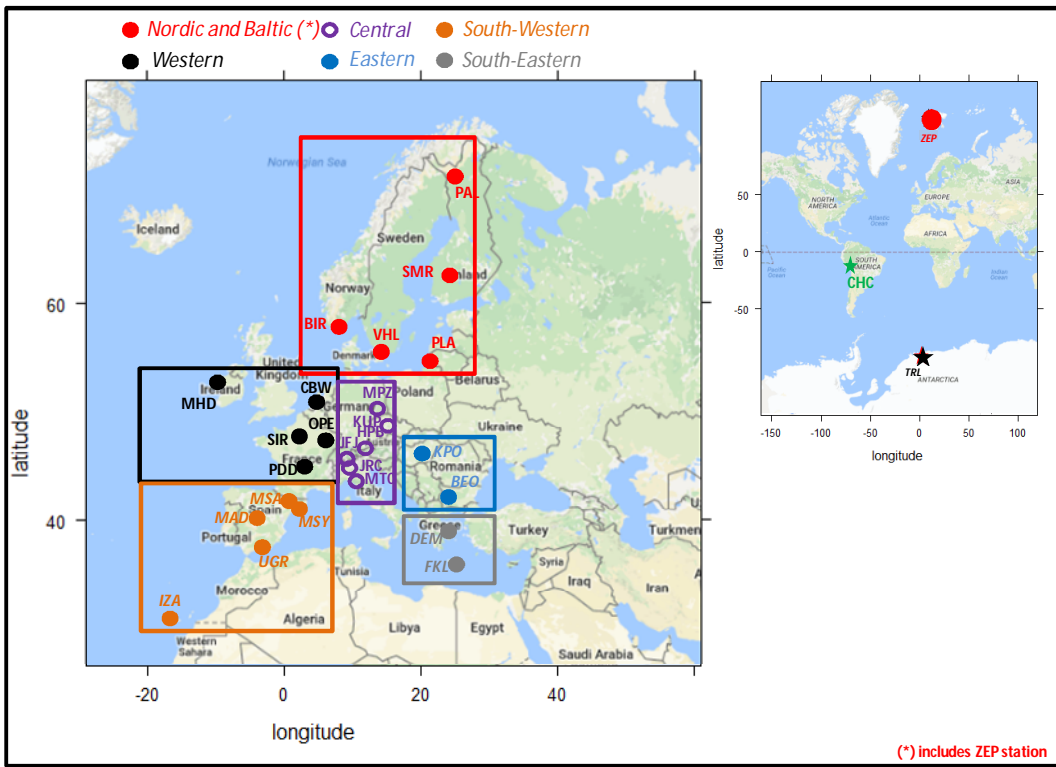 Nordic and Baltic (*) Central South-Western
Western Eastern South-Eastern
Norwegian Sea
Iceland
PAL
Sweden
SMR
Finland
Norway
BIR
VHL
PLA
Denmark
United
Kingdom
Ireland
MHD
CBW
OPE
SIR
France
PDD
MPZ
Germany
Poland
Belarus
KUP
HPB
Austria
JFJ
JRC
MTC
Italy
Ukraine
KPO
Romania
BEO
MSA
Spain
MAD
MSY
Portugal
UGR
IZA
Greece
DEM
FKL
Turkey
Turkmen
Syria
Iraq
Iran
Tunisia
Morocco
Algeria
Libya
Egypt
Western
Sahara
Saudi Arabia
60
40
latitude
-20 0 20 40
longitude
ZEP
NORTH
AMERICA
EUROPE
ASIA
Atlantic
Ocean
AFRICA
Pacific
Ocean
SOUTH
AMERICA
Indian
Ocean
CHC
TRL
ANTARCTICA
50
0
-50
latitude
-150 -100 -50 0 50 100
longitude
(*) includes ZEP station